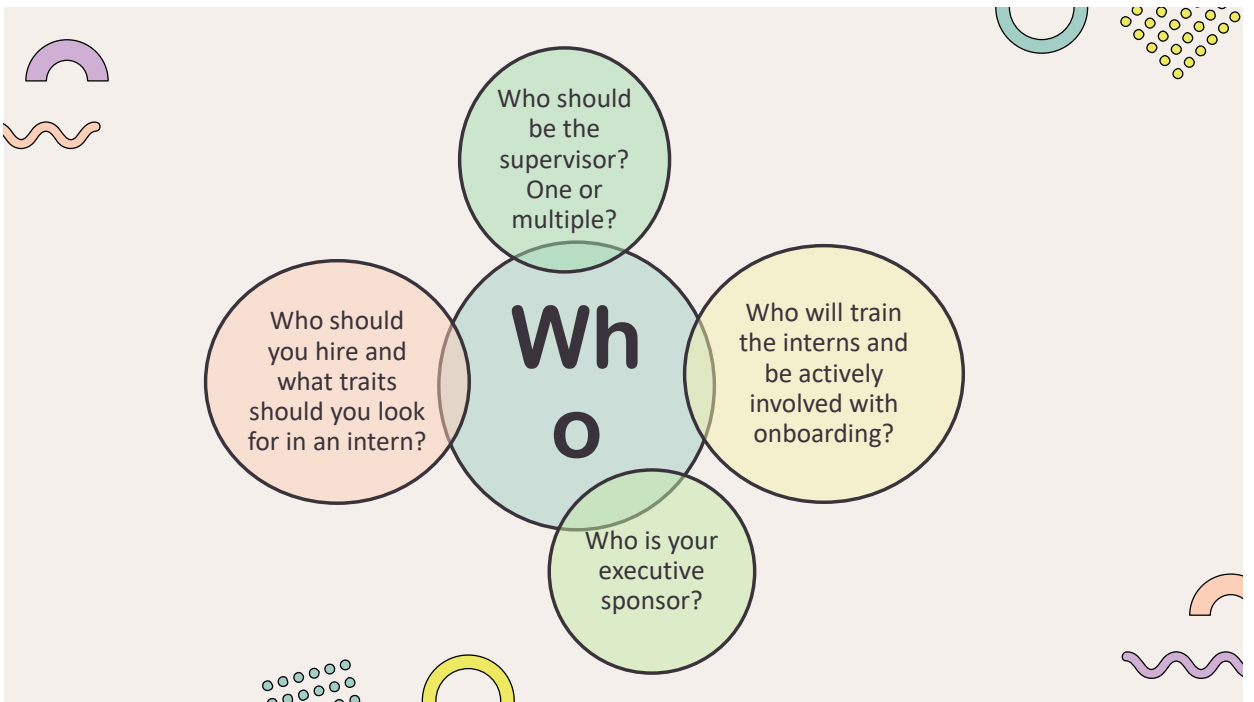 Who should
be the
supervisor?
One or
multiple?
Who should
you hire and
what traits
should you look
for in an intern?
Wh
o
Who will train
the interns and
be actively
involved with
onboarding?
Who is your
executive
sponsor?